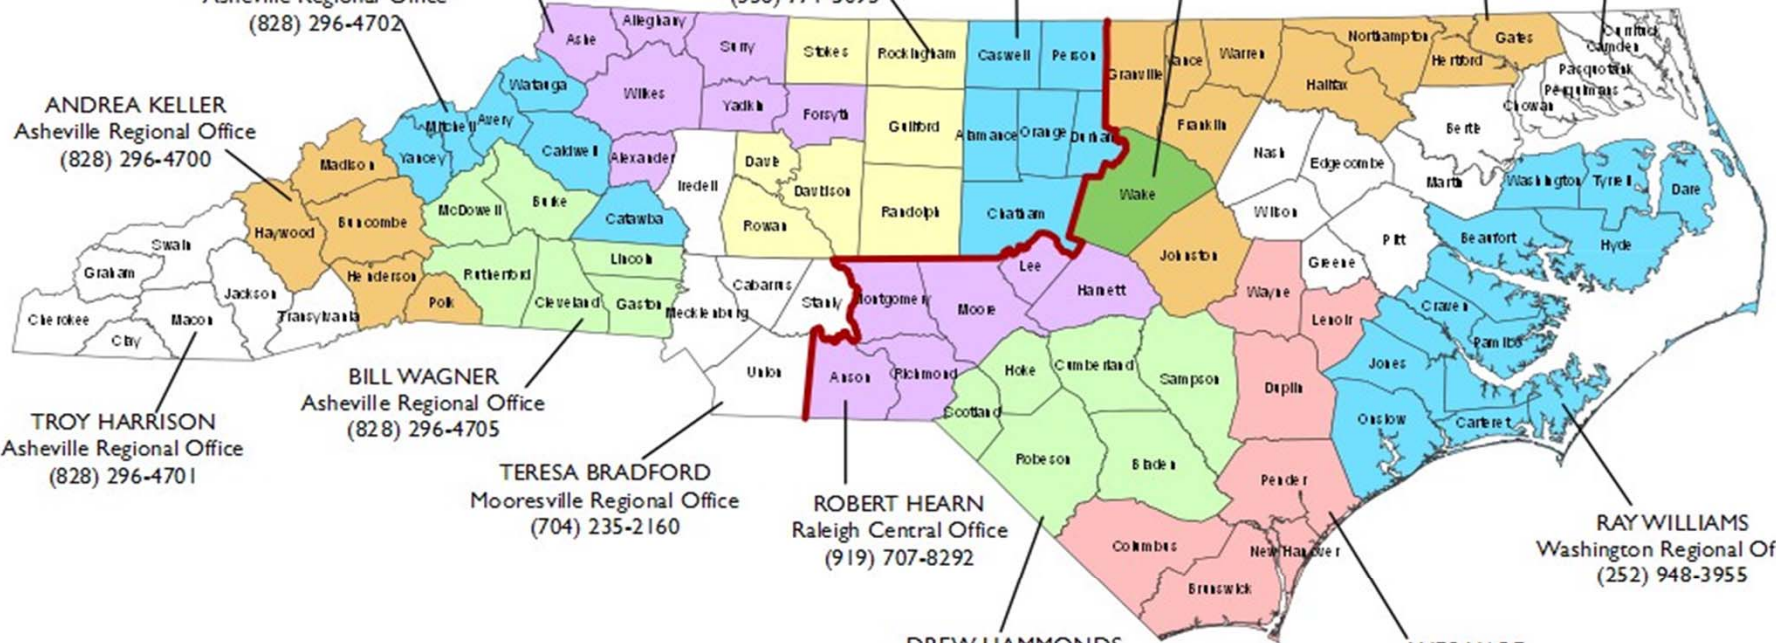 (828) 296-4702
ANDREA KELLER
Asheville Regional Office
(828) 296-4700
Ashe
Alleghany
Surry
Stokes
Rockingham
Caswell
Person
Granville
Vance
Warren
Northampton
Gates
Hertford
Halifax
Camden
Pasquotank
Perquimans
Chowan
Bertie
Watauga
Wilkes
Yadkin
Forsyth
Guilford
Alamance
Orange
Durham
Franklin
Nash
Edgecombe
Martin
Washington
Tyrrell
Dare
Mitchell
Avery
Yancey
Caldwell
Alexander
Iredell
Davie
Davidson
Rowan
Randolph
Chatham
Wake
Wilson
Pitt
Beaufort
Hyde
Madison
Buncombe
Haywood
McDowell
Burke
Catawba
Swain
Graham
Jackson
Henderson
Rutherford
Polk
Cleveland
Lincoln
Gaston
Cabarrus
Stanly
Mecklenburg
Montgomery
Moore
Lee
Harnett
Johnston
Wayne
Greene
Lenoir
Craven
Pamlico
Jones
Cherokee
Macon
Clay
Transylvania
Union
Anson
Richmond
Hoke
Cumberland
Sampson
Duplin
Onslow
Carteret
Scotland
Robeson
Bladen
Pender
Columbus
New Hanover
Brunswick
TROY HARRISON
Asheville Regional Office
(828) 296-4701
BILL WAGNER
Asheville Regional Office
(828) 296-4705
TERESA BRADFORD
Mooresville Regional Office
(704) 235-2160
ROBERT HEARN
Raleigh Central Office
(919) 707-8292
RAY WILLIAMS
Washington Regional Of
(252) 948-3955
DREW HAMMONDS